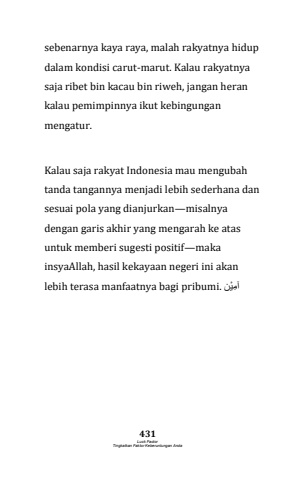 sebenarnya kaya raya, malah rakyatnya hidup
dalam kondisi carut-marut. Kalau rakyatnya
saja ribet bin kacau bin riweh, jangan heran
kalau pemimpinnya ikut kebingungan
mengatur.
Kalau saja rakyat Indonesia mau mengubah
tanda tangannya menjadi lebih sederhana dan
sesuai pola yang dianjurkan—misalnya
dengan garis akhir yang mengarah ke atas
untuk memberi sugesti positif—maka
insyaAllah, hasil kekayaan negeri ini akan
lebih terasa manfaatnya bagi pribumi. آمِيْن
431
Luck Factor
Tingkatkan Faktor Keberuntungan Anda